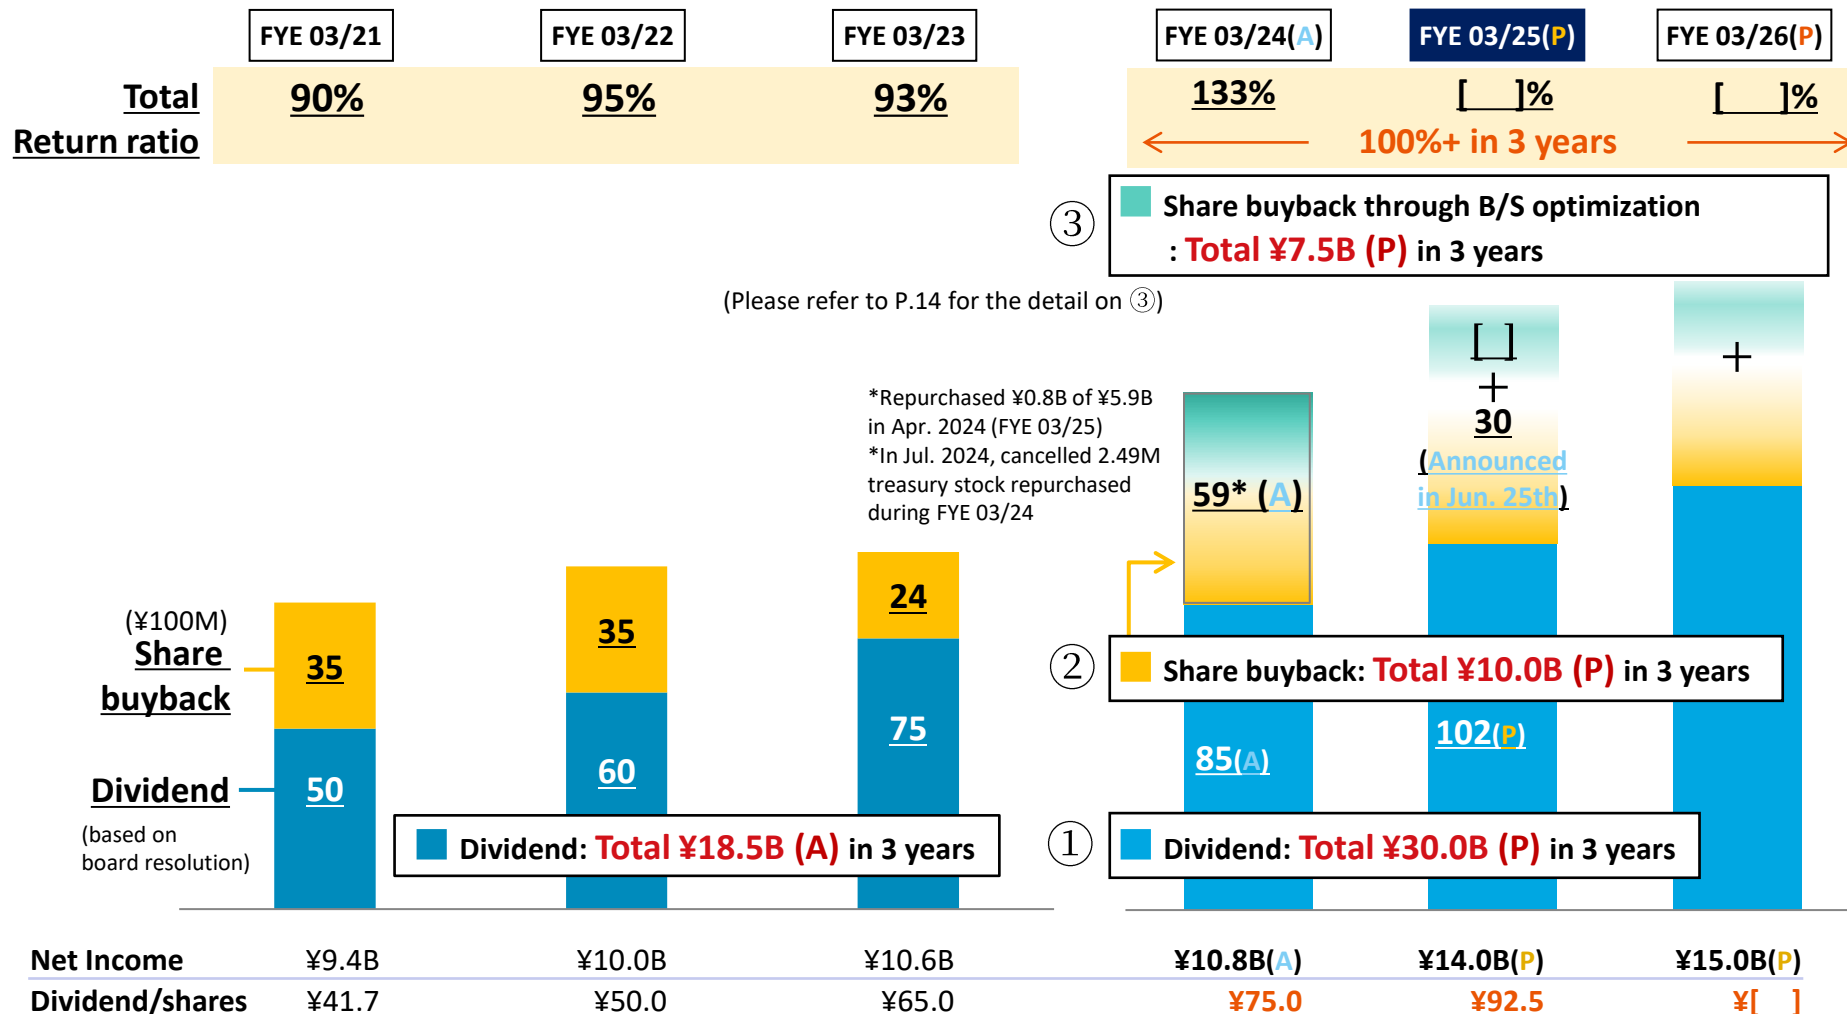 FYE 03/21
FYE 03/22
FYE 03/23
FYE 03/24(A)
FYE 03/25(P)
FYE 03/26(P)
Total
Return ratio
90%
95%
93%
133%
[ ]%
[ ]%
100%+ in 3 years
③
Share buyback through B/S optimization
: Total ¥7.5B (P) in 3 years
(Please refer to P.14 for the detail on ③)
*Repurchased ¥0.8B of ¥5.9B
in Apr. 2024 (FYE 03/25)
*In Jul. 2024, cancelled 2.49M
treasury stock repurchased
during FYE 03/24
59* (A)
[ ]
+
30
(Announced
in Jun. 25th)
+
(¥100M)
Share
buyback
35
35
24
②
Share buyback: Total ¥10.0B (P) in 3 years
Dividend
(based on
board resolution)
50
60
75
85(A)
102(P)
Dividend: Total ¥18.5B (A) in 3 years
①
Dividend: Total ¥30.0B (P) in 3 years
Net Income ¥9.4B ¥10.0B ¥10.6B ¥10.8B(A) ¥14.0B(P) ¥15.0B(P)
Dividend/shares ¥41.7 ¥50.0 ¥65.0 ¥75.0 ¥92.5 ¥[ ]